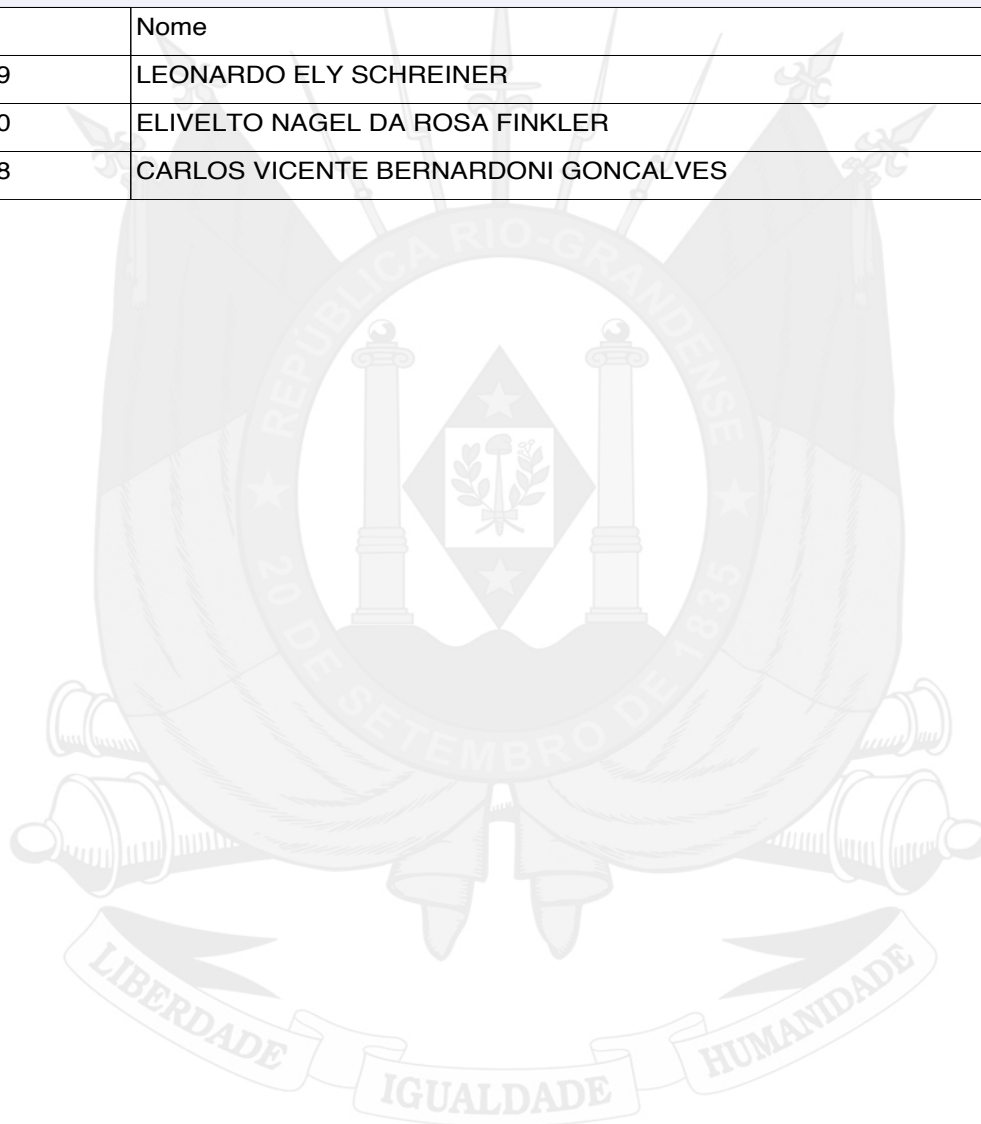 Nome
9 LEONARDO ELY SCHREINER
0 ELIVELTO NAGEL DA ROSA FINKLER
8 CARLOS VICENTE BERNARDONI GONCALVES
REPÚBLICA RIO-GRANDENSE
★ 20 DE SETEMBRO DE 1835 ★
LIBERDADE
IGUALDADE
HUMANIDADE